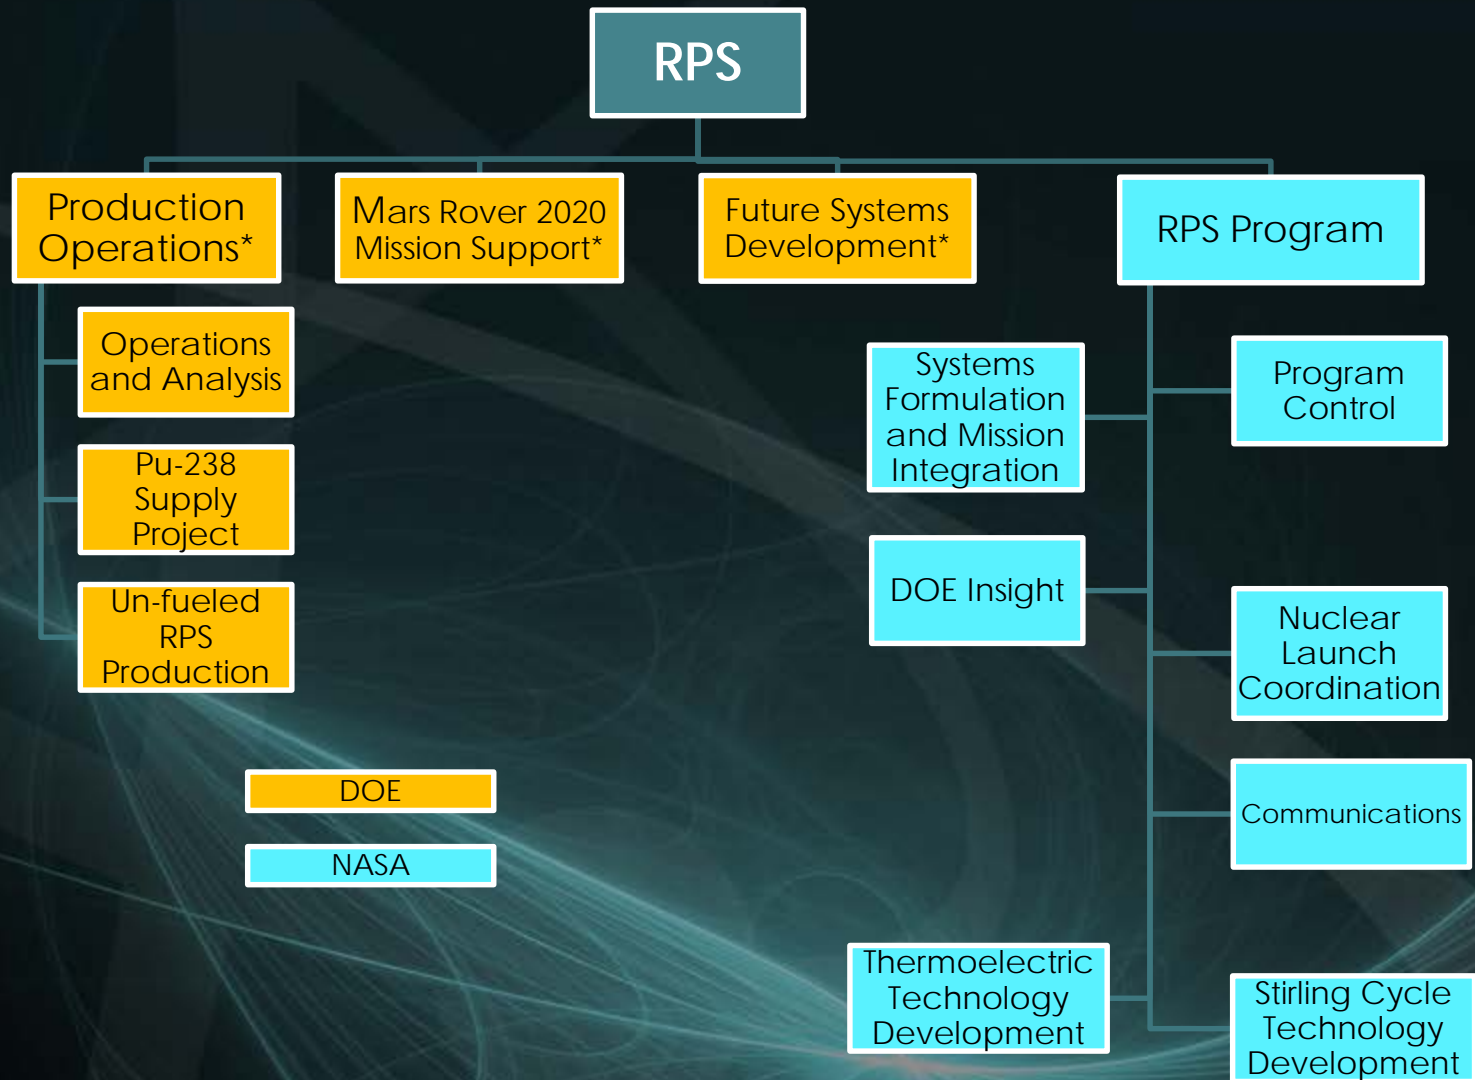 RPS
Production
Operations*
Mars Rover 2020
Mission Support*
Future Systems
Development*
RPS Program
Operations
and Analysis
Pu-238
Supply
Project
Un-fueled
RPS
Production
Systems
Formulation
and Mission
Integration
Program
Control
DOE Insight
Nuclear
Launch
Coordination
Communications
Thermoelectric
Technology
Development
Stirling Cycle
Technology
Development
DOE
NASA